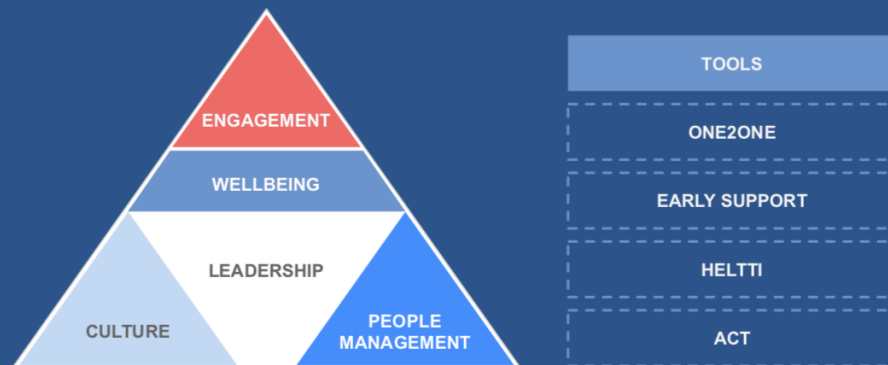 ENGAGEMENT
WELLBEING
LEADERSHIP
CULTURE
PEOPLE
MANAGEMENT
TOOLS
ONE2ONE
EARLY SUPPORT
HELTTI
ACT